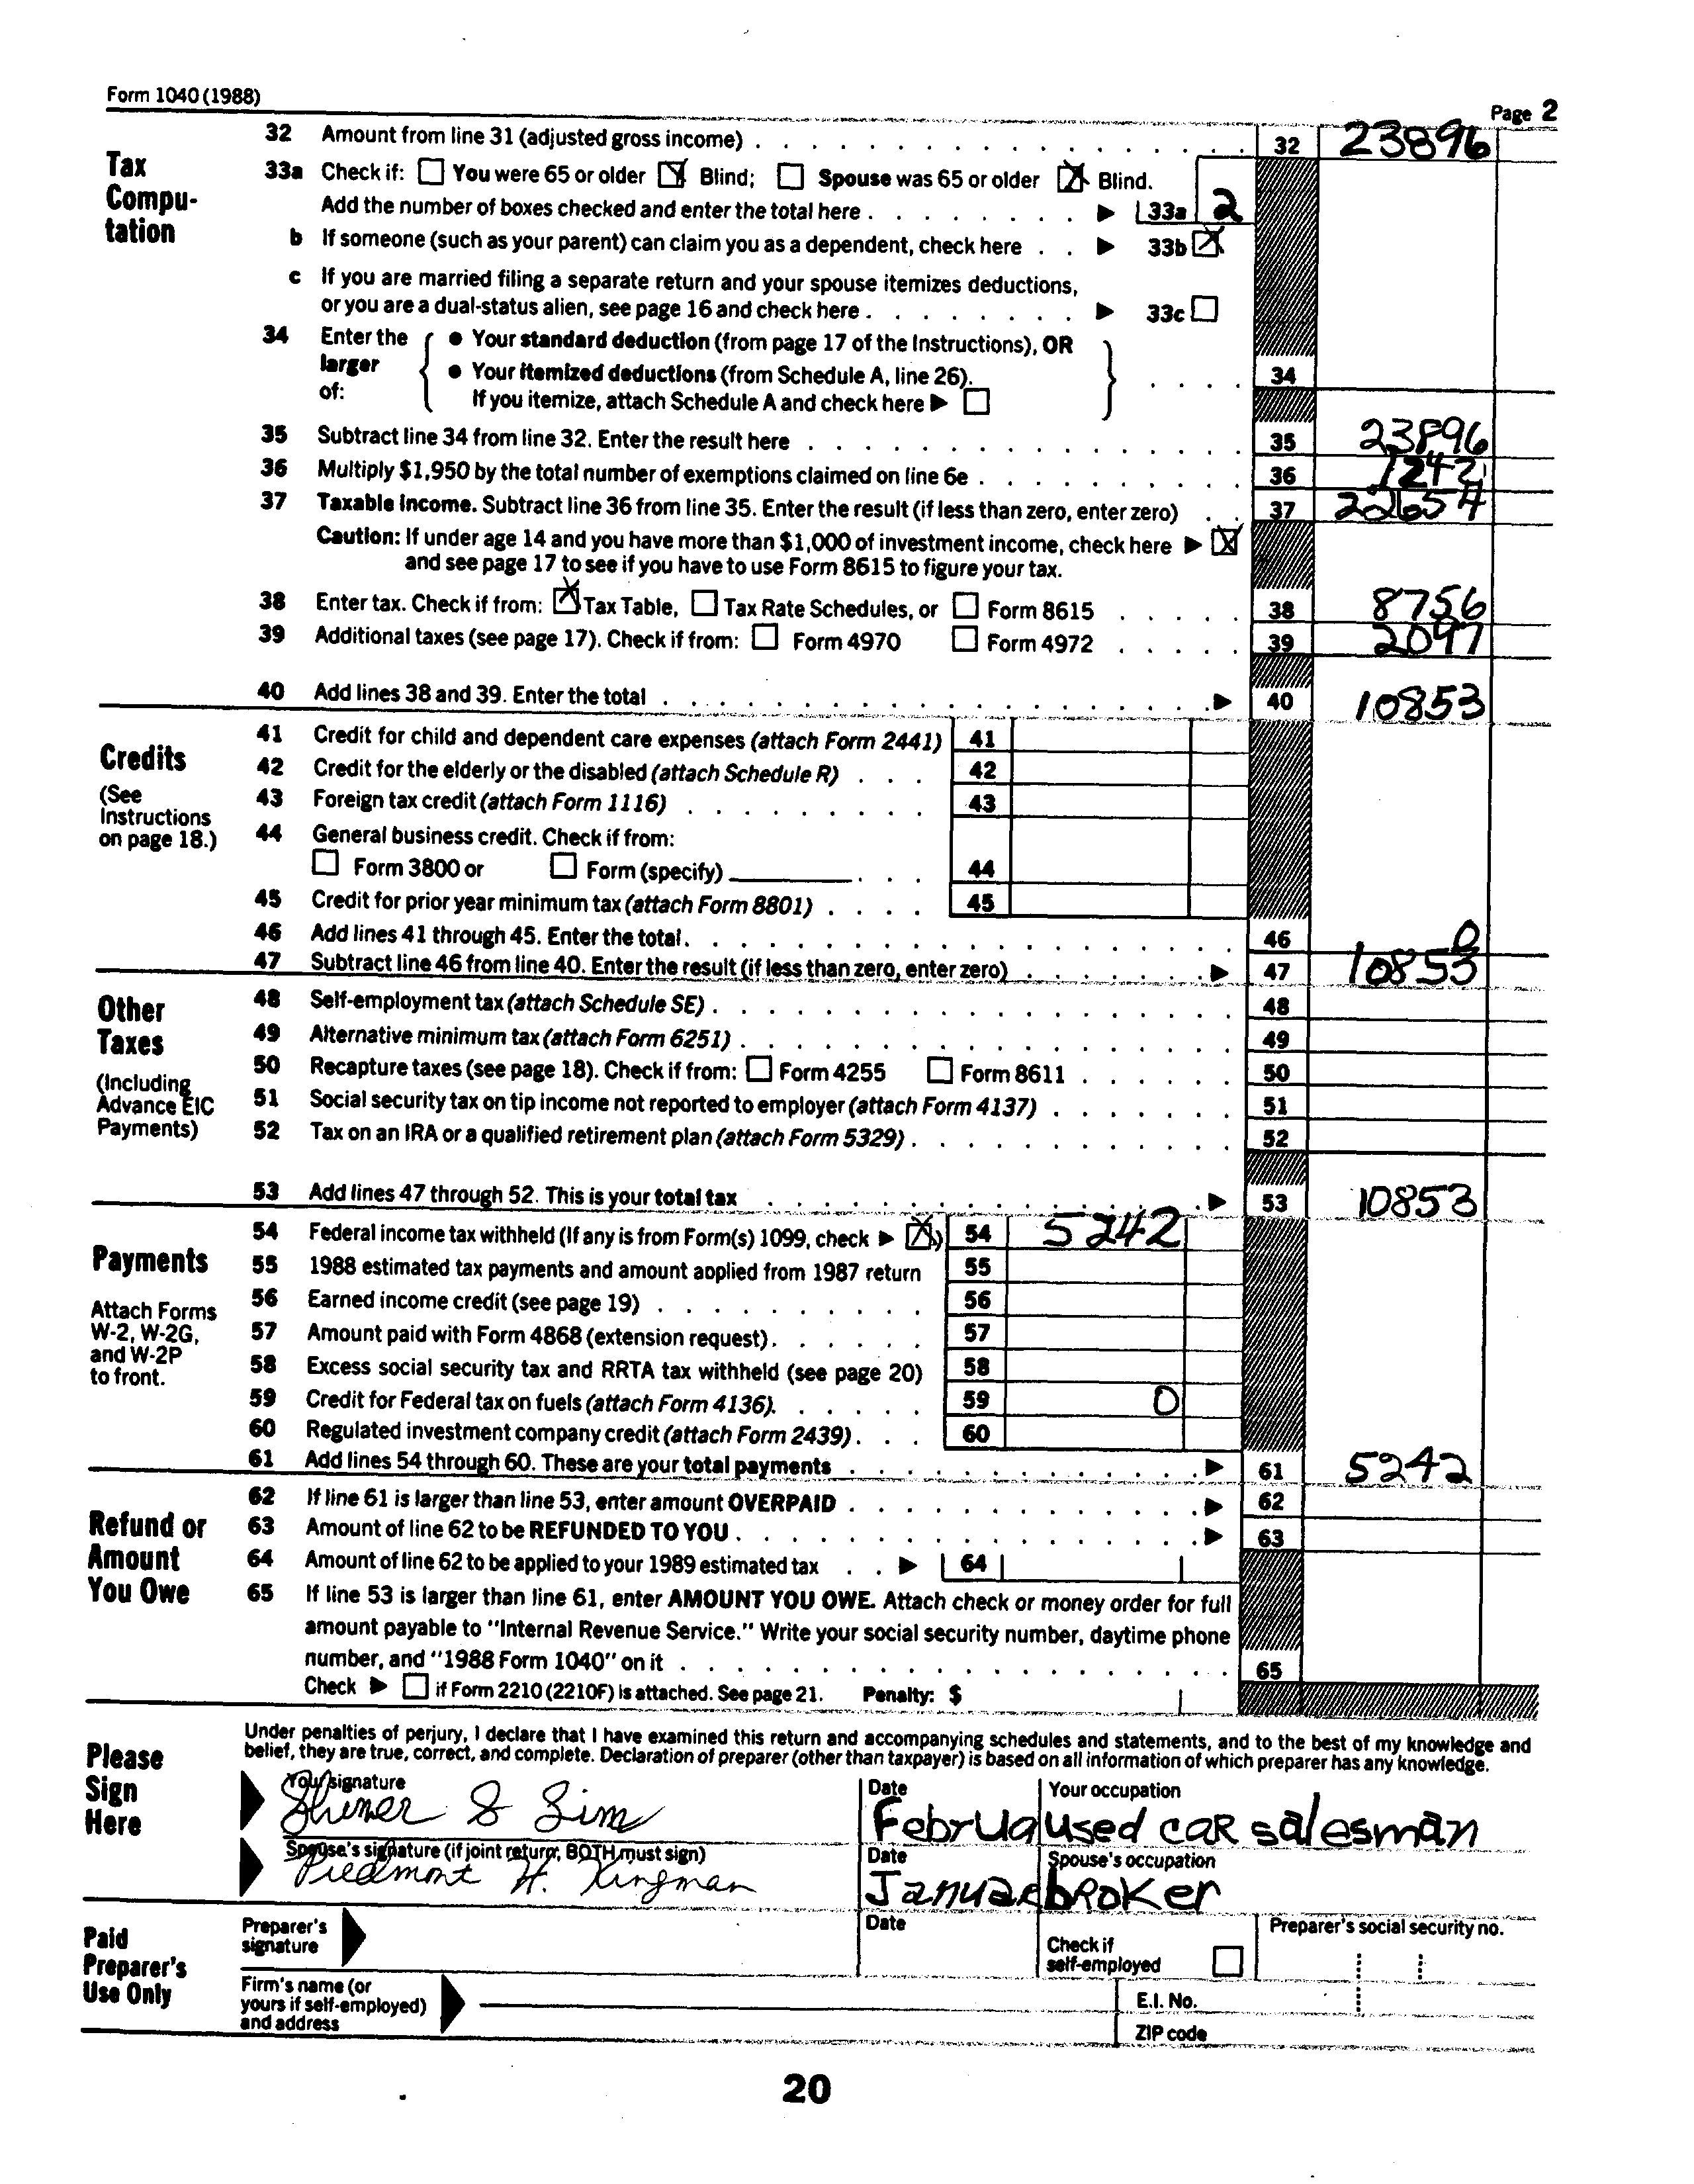 Form 1040 (1988)
Page 2
Tax Compu- tation
32 Amount from line 31 (adjusted gross income) 32 23896
33a Check if: You were 65 or older Blind; Spouse was 65 or older Blind.
Add the number of boxes checked and enter the total here 33a 2
b If someone (such as your parent) can claim you as a dependent, check here 33b
c If you are married filing a separate return and your spouse itemizes deductions,
or you are a dual-status alien, see page 16 and check here 33c
34 Enter the larger of: Your standard deduction (from page 17 of the Instructions), OR
Your itemized deductions (from Schedule A, line 26). 34
If you itemize, attach Schedule A and check here
35 Subtract line 34 from line 32. Enter the result here 35 23896
36 Multiply $1,950 by the total number of exemptions claimed on line 6e 36 1242
37 Taxable income. Subtract line 36 from line 35. Enter the result (if less than zero, enter zero) 37 22654
Caution: If under age 14 and you have more than $1,000 of investment income, check here
and see page 17 to see if you have to use Form 8615 to figure your tax.
38 Enter tax. Check if from: Tax Table, Tax Rate Schedules, or Form 8615 38 8756
39 Additional taxes (see page 17). Check if from: Form 4970 Form 4972 39 2097
40 Add lines 38 and 39. Enter the total 40 10853
Credits
(See Instructions on page 18.)
41 Credit for child and dependent care expenses (attach Form 2441) 41
42 Credit for the elderly or the disabled (attach Schedule R) 42
43 Foreign tax credit (attach Form 1116) 43
44 General business credit. Check if from:
Form 3800 or Form (specify) 44
45 Credit for prior year minimum tax (attach Form 8801) 45
46 Add lines 41 through 45. Enter the total. 46 0
47 Subtract line 46 from line 40. Enter the result (if less than zero, enter zero) 47 10853
Other Taxes
(Including Advance EIC Payments)
48 Self-employment tax (attach Schedule SE) 48
49 Alternative minimum tax (attach Form 6251) 49
50 Recapture taxes (see page 18). Check if from: Form 4255 Form 8611 50
51 Social security tax on tip income not reported to employer (attach Form 4137) 51
52 Tax on an IRA or a qualified retirement plan (attach Form 5329) 52
53 Add lines 47 through 52. This is your total tax 53 10853
Payments
Attach Forms W-2, W-2G, and W-2P to front.
54 Federal income tax withheld (If any is from Form(s) 1099, check ) 54 5242
55 1988 estimated tax payments and amount applied from 1987 return 55
56 Earned income credit (see page 19) 56
57 Amount paid with Form 4868 (extension request) 57
58 Excess social security tax and RRTA tax withheld (see page 20) 58
59 Credit for Federal tax on fuels (attach Form 4136) 59 0
60 Regulated investment company credit (attach Form 2439) 60
61 Add lines 54 through 60. These are your total payments 61 5242
Refund or Amount You Owe
62 If line 61 is larger than line 53, enter amount OVERPAID 62
63 Amount of line 62 to be REFUNDED TO YOU 63
64 Amount of line 62 to be applied to your 1989 estimated tax 64
65 If line 53 is larger than line 61, enter AMOUNT YOU OWE. Attach check or money order for full
amount payable to "Internal Revenue Service." Write your social security number, daytime phone
number, and "1988 Form 1040" on it 65
Check if Form 2210 (2210F) is attached. See page 21. Penalty: $
Please Sign Here
Under penalties of perjury, I declare that I have examined this return and accompanying schedules and statements, and to the best of my knowledge and
belief, they are true, correct, and complete. Declaration of preparer (other than taxpayer) is based on all information of which preparer has any knowledge.
Your signature Date Your occupation
Shumer S Sim Februa used car salesman
Spouse's signature (if joint return, BOTH must sign) Date Spouse's occupation
Piedmont H. Kingman Januar broker
Paid Preparer's Use Only
Preparer's signature Date Check if self-employed Preparer's social security no.
Firm's name (or yours if self-employed) and address E.I. No.
ZIP code
20